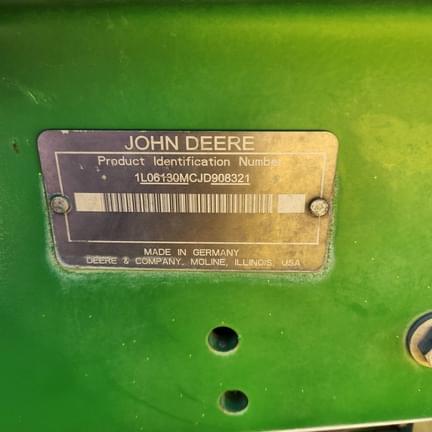 JOHN DEERE
Product Identification Number
1L06130MCJD908321
MADE IN GERMANY
DEERE & COMPANY, MOLINE, ILLINOIS, USA